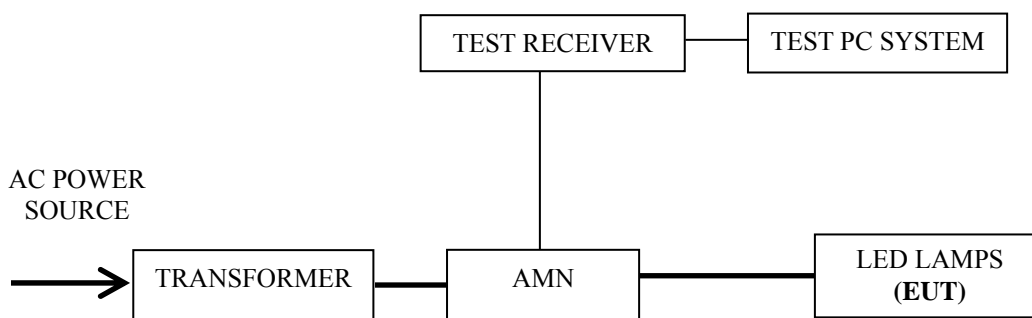 TEST RECEIVER
TEST PC SYSTEM
AC POWER
SOURCE
TRANSFORMER
AMN
LED LAMPS
(EUT)